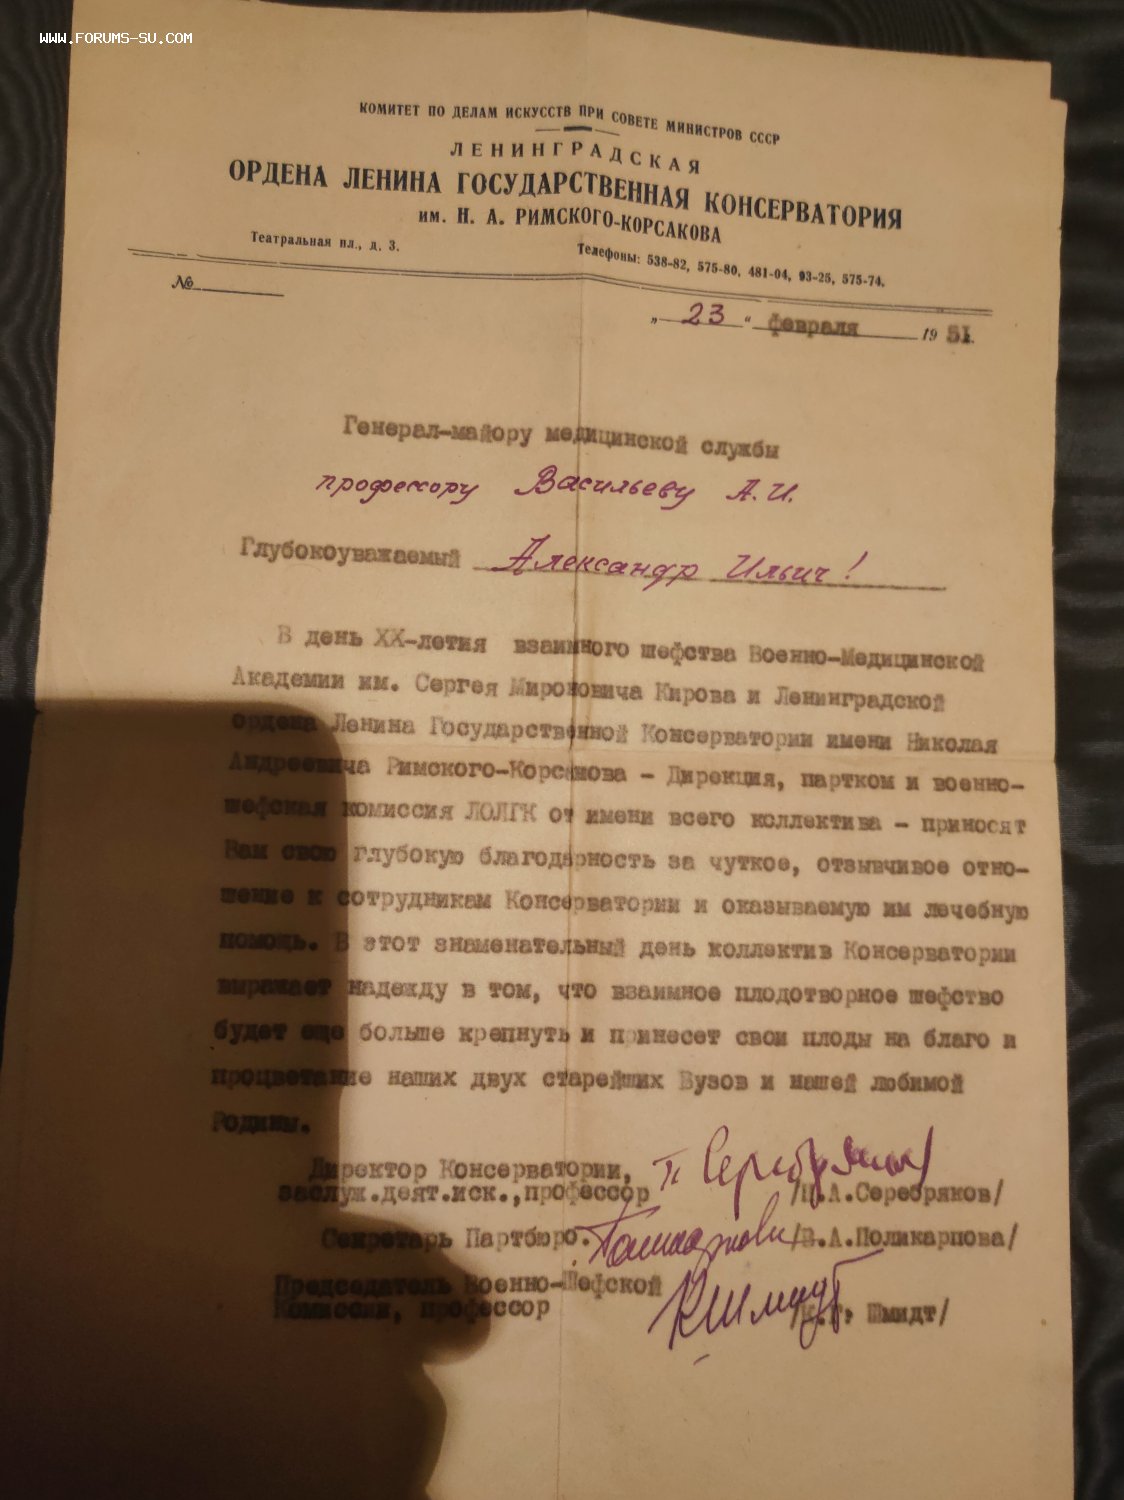 WWW.FORUMS-SU.COM
КОМИТЕТ ПО ДЕЛАМ ИСКУССТВ ПРИ СОВЕТЕ МИНИСТРОВ СССР
ЛЕНИНГРАДСКАЯ
ОРДЕНА ЛЕНИНА ГОСУДАРСТВЕННАЯ КОНСЕРВАТОРИЯ
им. Н. А. РИМСКОГО-КОРСАКОВА
Театральная пл., д. 3. Телефоны: 538-82, 575-80, 481-04, 93-25, 575-74.
№
„ 23 “ февраля 1951.
Генерал-майору медицинской службы
профессору Васильеву А.И.
Глубокоуважаемый Александр Ильич!
В день XX-летия взаимного шефства Военно-Медицинской
Академии им. Сергея Мироновича Кирова и Ленинградской
ордена Ленина Государственной Консерватории имени Николая
Андреевича Римского-Корсакова – Дирекция, партком и военно-
шефская комиссия ЛОЛГК от имени всего коллектива – приносят
Вам свою глубокую благодарность за чуткое, отзывчивое отно-
шение к сотрудникам Консерватории и оказываемую им лечебную
помощь. В этот знаменательный день коллектив Консерватории
выражает надежду в том, что взаимное плодотворное шефство
будет еще больше крепнуть и принесет свои плоды на благо и
процветание наших двух старейших Вузов и нашей любимой
Родины.
Директор Консерватории,
заслуж.деят.иск.,профессор П Серебряков /П.А.Серебряков/
Секретарь Партбюро. /В.А.Поликарпова/
Председатель Военно-Шефской
Комиссии, профессор КШмидт /К.Г. Шмидт/